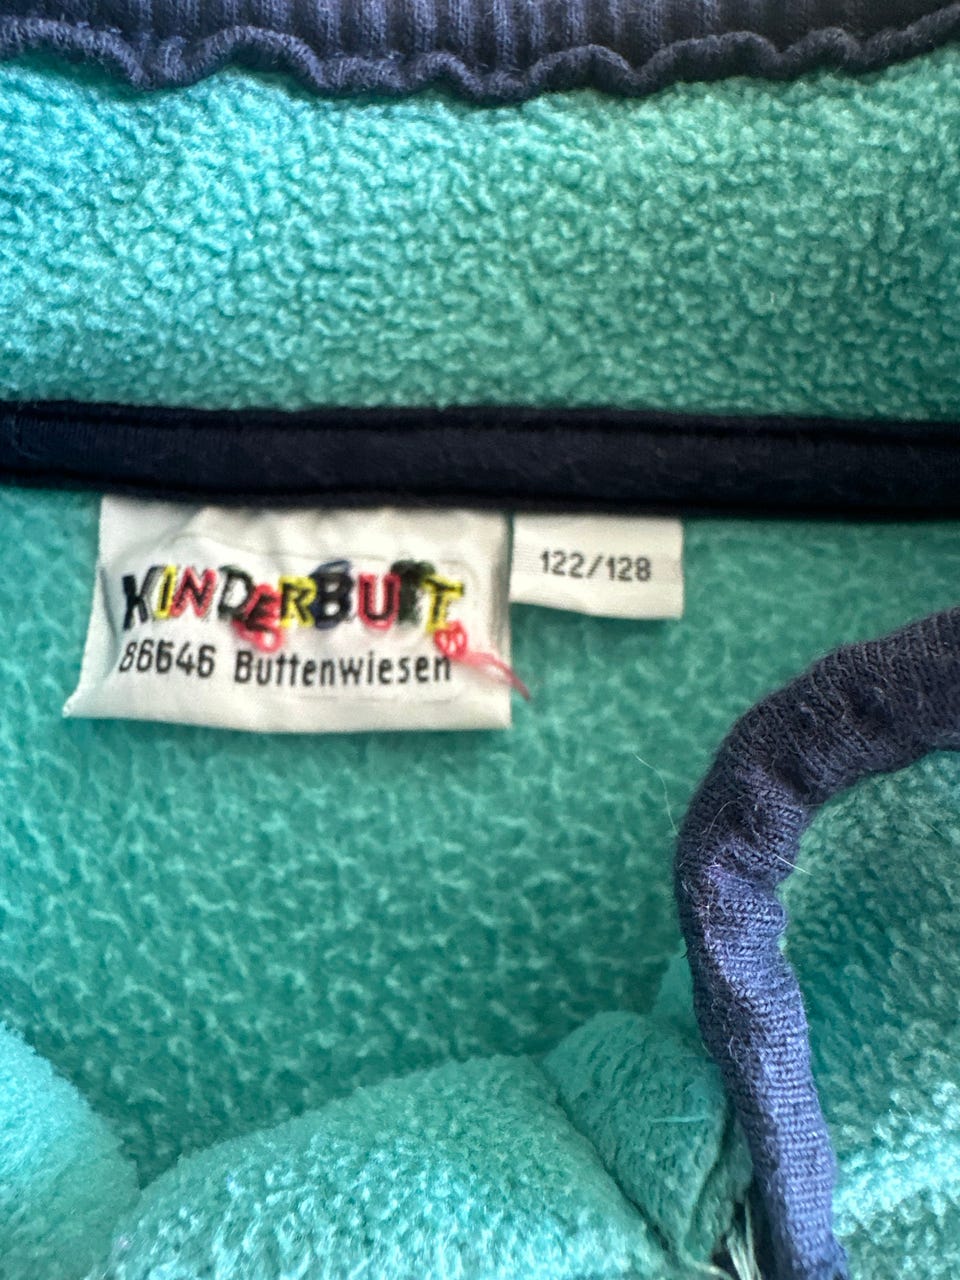 KINDERBUTT
86646 Buttenwiesen
122/128